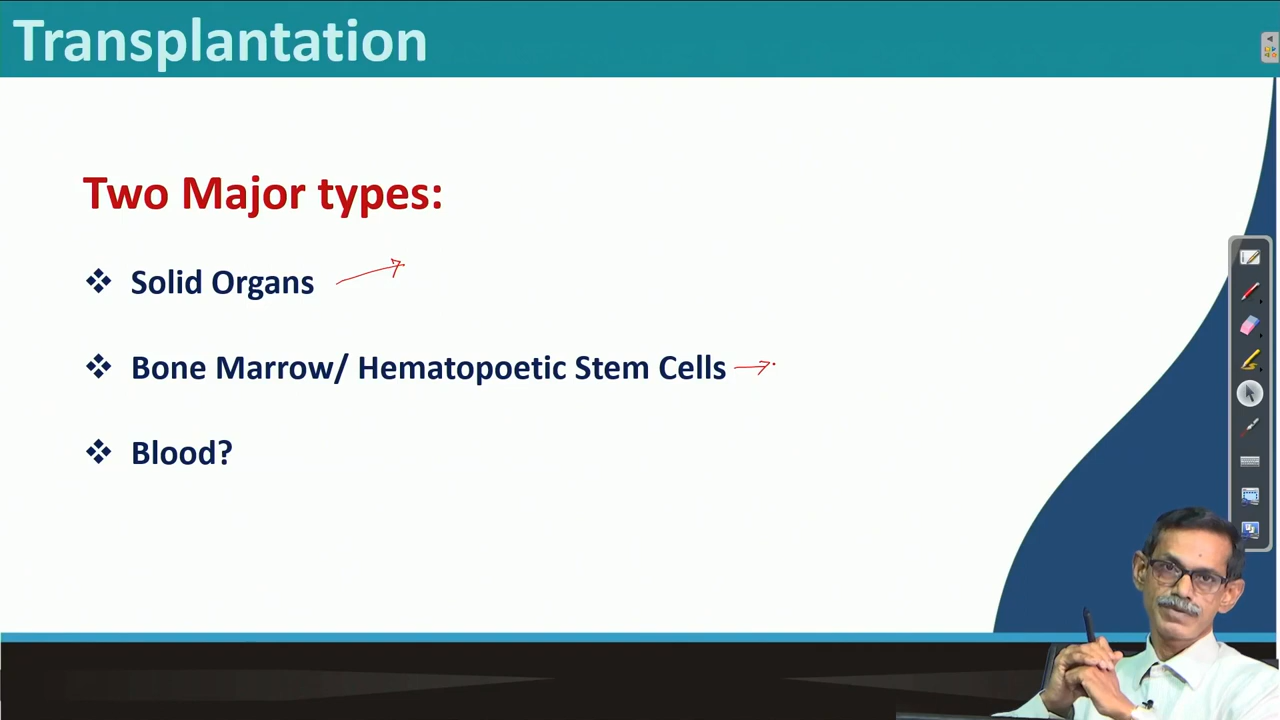 Transplantation
Two Major types:
Solid Organs
Bone Marrow/ Hematopoetic Stem Cells
Blood?